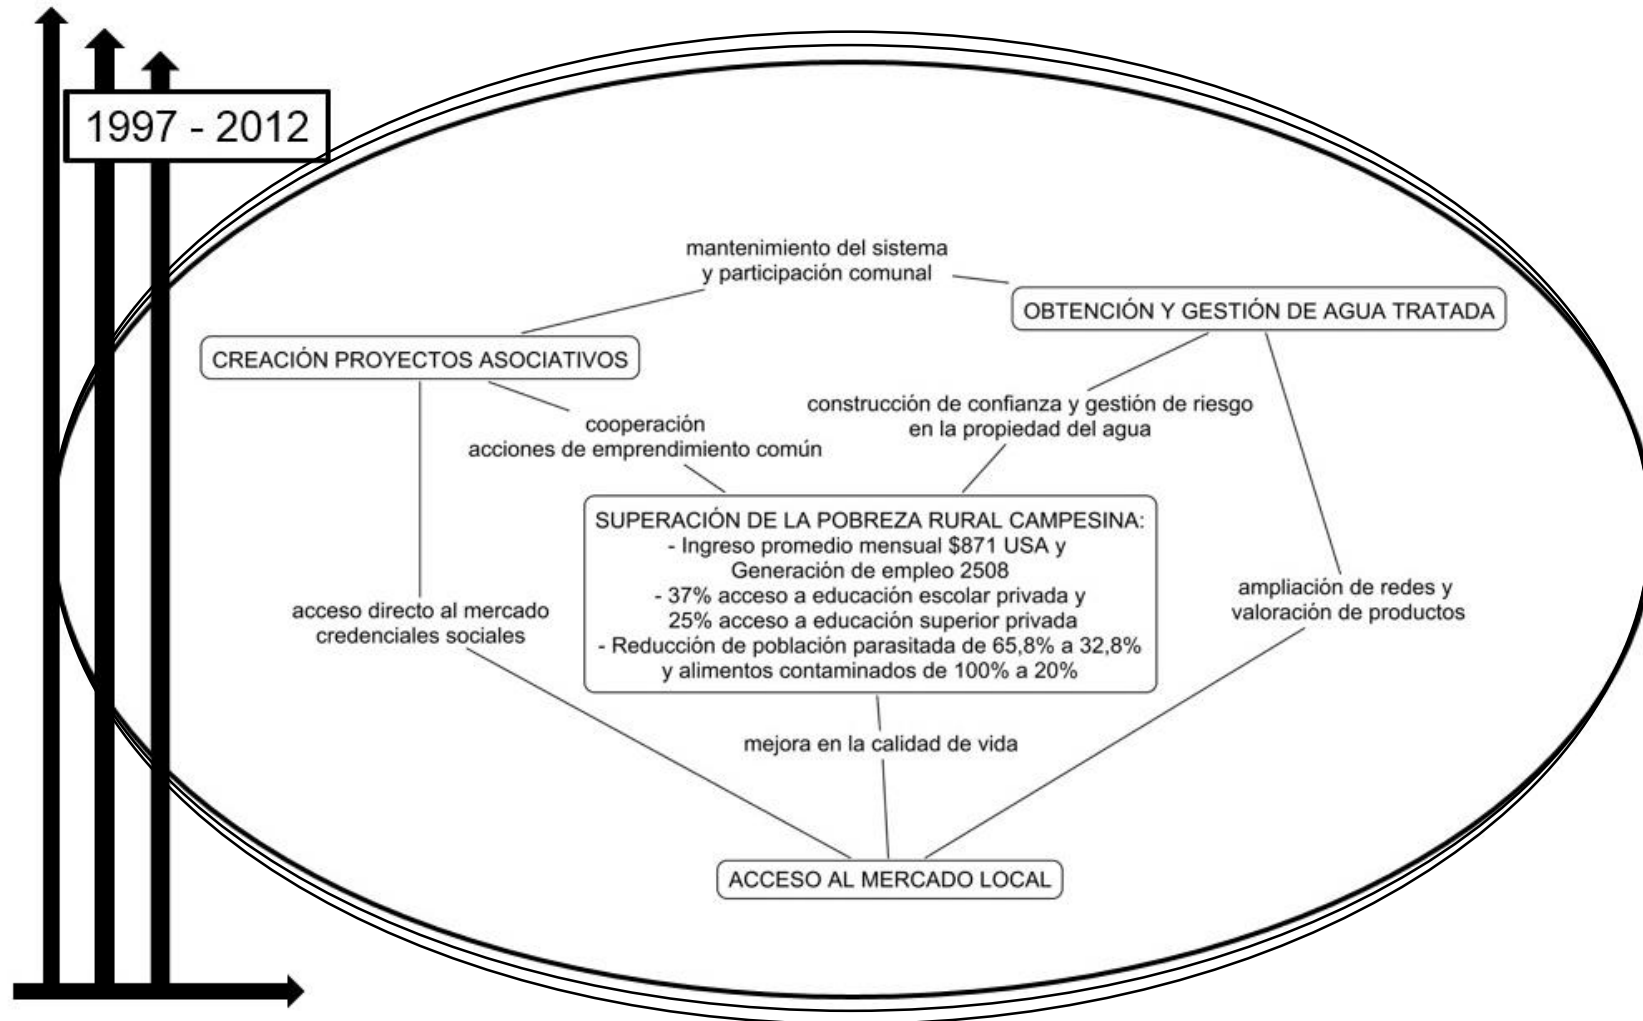 1997 - 2012
mantenimiento del sistema
y participación comunal
OBTENCIÓN Y GESTIÓN DE AGUA TRATADA
CREACIÓN PROYECTOS ASOCIATIVOS
construcción de confianza y gestión de riesgo
en la propiedad del agua
cooperación
acciones de emprendimiento común
SUPERACIÓN DE LA POBREZA RURAL CAMPESINA:
- Ingreso promedio mensual $871 USA y
Generación de empleo 2508
- 37% acceso a educación escolar privada y
25% acceso a educación superior privada
- Reducción de población parasitada de 65,8% a 32,8%
y alimentos contaminados de 100% a 20%
acceso directo al mercado
credenciales sociales
ampliación de redes y
valoración de productos
mejora en la calidad de vida
ACCESO AL MERCADO LOCAL